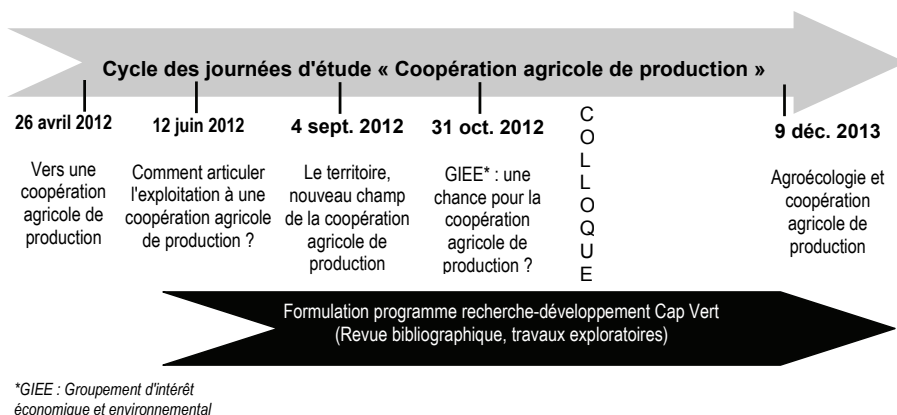 Cycle des journées d'étude « Coopération agricole de production »
26 avril 2012
Vers une
coopération
agricole de
production
12 juin 2012
Comment articuler
l'exploitation à une
coopération agricole
de production ?
4 sept. 2012
Le territoire,
nouveau champ
de la coopération
agricole de
production
31 oct. 2012
GIEE* : une
chance pour la
coopération
agricole de
production ?
C
O
L
L
O
Q
U
E
9 déc. 2013
Agroécologie et
coopération
agricole de
production
Formulation programme recherche-développement Cap Vert
(Revue bibliographique, travaux exploratoires)
*GIEE : Groupement d'intérêt
économique et environnemental